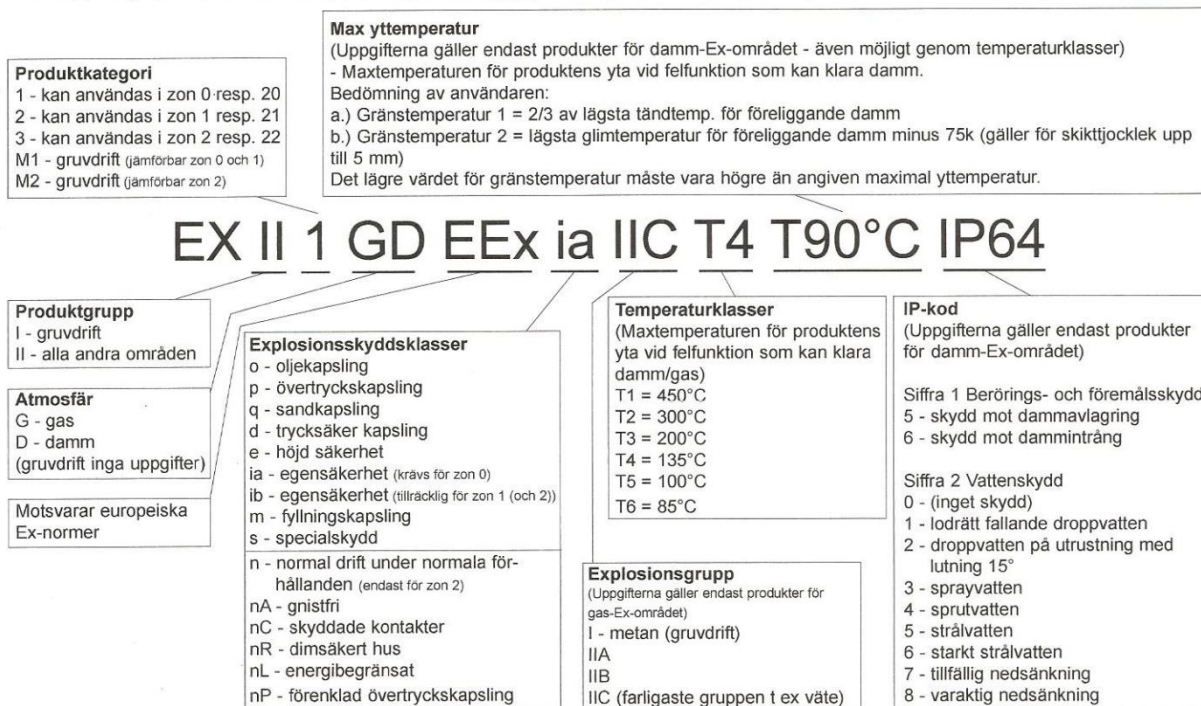 Max yttemperatur
(Uppgifterna gäller endast produkter för damm-Ex-området - även möjligt genom temperaturklasser)
- Maxtemperaturen för produktens yta vid felfunktion som kan klara damm.
Bedömning av användaren:
a.) Gränstemperatur 1 = 2/3 av lägsta tändtemp. för föreliggande damm
b.) Gränstemperatur 2 = lägsta glimtemperatur för föreliggande damm minus 75k (gäller för skikttjocklek upp
till 5 mm)
Det lägre värdet för gränstemperatur måste vara högre än angiven maximal yttemperatur.
Produktkategori
1 - kan användas i zon 0 resp. 20
2 - kan användas i zon 1 resp. 21
3 - kan användas i zon 2 resp. 22
M1 - gruvdrift (jämförbar zon 0 och 1)
M2 - gruvdrift (jämförbar zon 2)
EX II 1 GD EEx ia IIC T4 T90°C IP64
Produktgrupp
I - gruvdrift
II - alla andra områden
Atmosfär
G - gas
D - damm
(gruvdrift inga uppgifter)
Motsvarar europeiska
Ex-normer
Explosionsskyddsklasser
o - oljekapsling
p - övertryckskapsling
q - sandkapsling
d - trycksäker kapsling
e - höjd säkerhet
ia - egensäkerhet (krävs för zon 0)
ib - egensäkerhet (tillräcklig för zon 1 (och 2))
m - fyllningskapsling
s - specialskydd
n - normal drift under normala för-
hållanden (endast för zon 2)
nA - gnistfri
nC - skyddade kontakter
nR - dimsäkert hus
nL - energibegränsat
nP - förenklad övertryckskapsling
Temperaturklasser
(Maxtemperaturen för produktens
yta vid felfunktion som kan klara
damm/gas)
T1 = 450°C
T2 = 300°C
T3 = 200°C
T4 = 135°C
T5 = 100°C
T6 = 85°C
Explosionsgrupp
(Uppgifterna gäller endast produkter för
gas-Ex-området)
I - metan (gruvdrift)
IIA
IIB
IIC (farligaste gruppen t ex väte)
IP-kod
(Uppgifterna gäller endast produkter
för damm-Ex-området)
Siffra 1 Berörings- och föremålsskydd
5 - skydd mot dammavlagring
6 - skydd mot dammintrång
Siffra 2 Vattenskydd
0 - (inget skydd)
1 - lodrätt fallande droppvatten
2 - droppvatten på utrustning med
lutning 15°
3 - sprayvatten
4 - sprutvatten
5 - strålvatten
6 - starkt strålvatten
7 - tillfällig nedsänkning
8 - varaktig nedsänkning